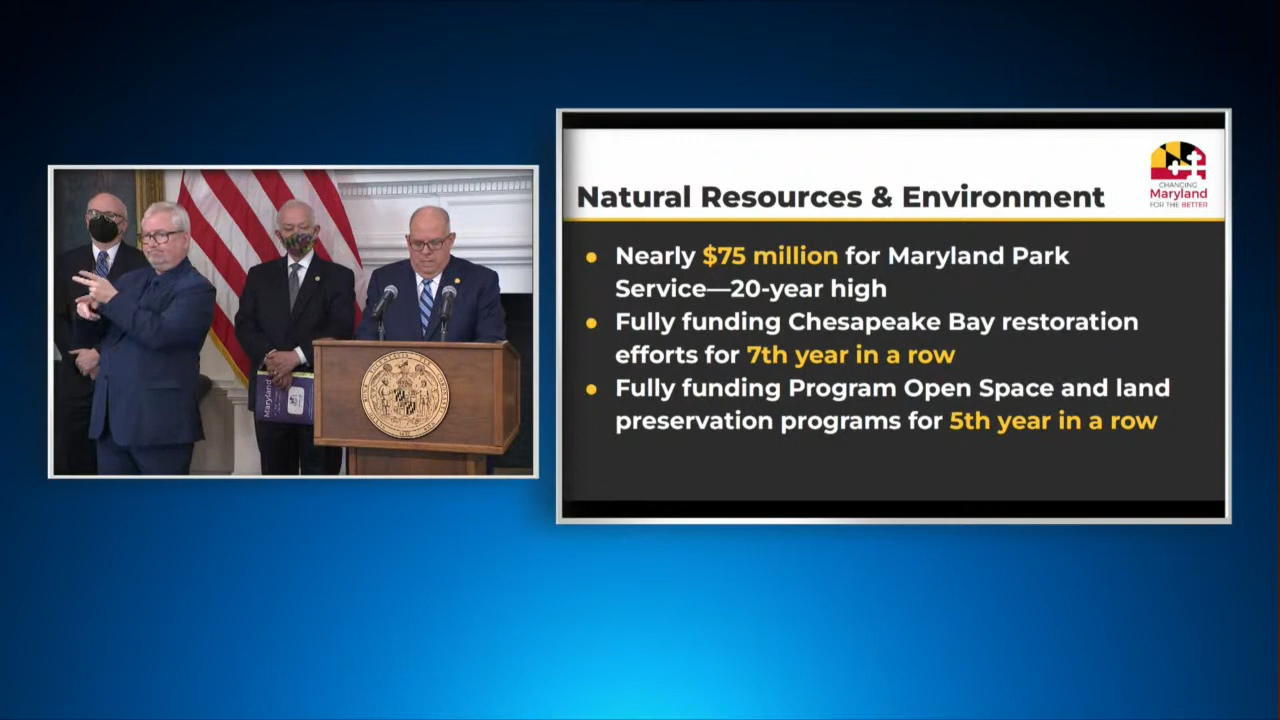 Natural Resources & Environment
CHANGING
Maryland
FOR THE BETTER
Nearly $75 million for Maryland Park
Service—20-year high
Fully funding Chesapeake Bay restoration
efforts for 7th year in a row
Fully funding Program Open Space and land
preservation programs for 5th year in a row
Maryland